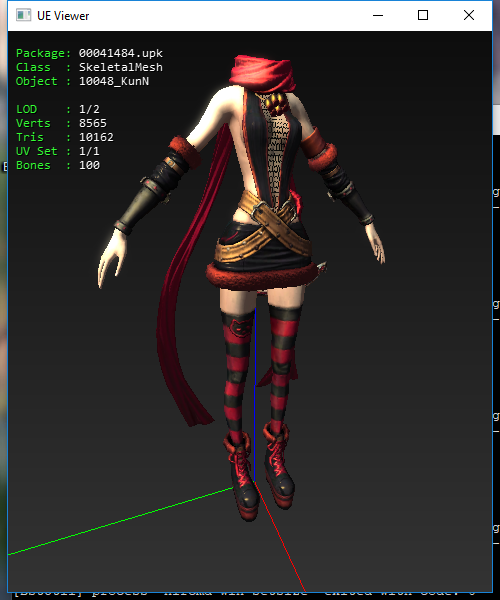 UE Viewer
Package: 00041484.upk
Class : SkeletalMesh
Object : 10048_KunN
LOD : 1/2
Verts : 8565
Tris : 10162
UV Set : 1/1
Bones : 100